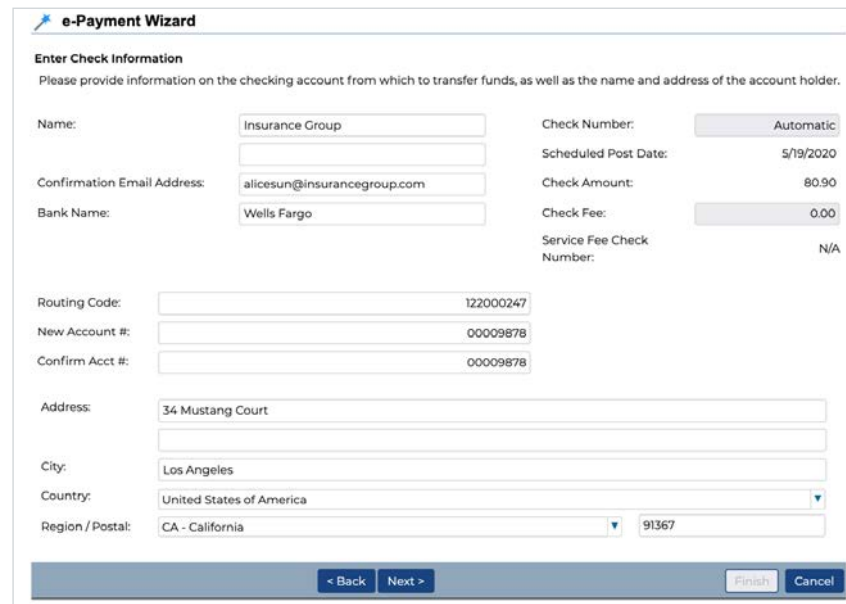 e-Payment Wizard
Enter Check Information
Please provide information on the checking account from which to transfer funds, as well as the name and address of the account holder.
Name: Insurance Group Check Number: Automatic
Scheduled Post Date: 5/19/2020
Confirmation Email Address: alicesun@insurancegroup.com Check Amount: 80.90
Bank Name: Wells Fargo Check Fee: 0.00
Service Fee Check
Number: N/A
Routing Code: 122000247
New Account #: 00009878
Confirm Acct #: 00009878
Address: 34 Mustang Court
City: Los Angeles
Country: United States of America
Region / Postal: CA - California 91367
< Back Next > Finish Cancel